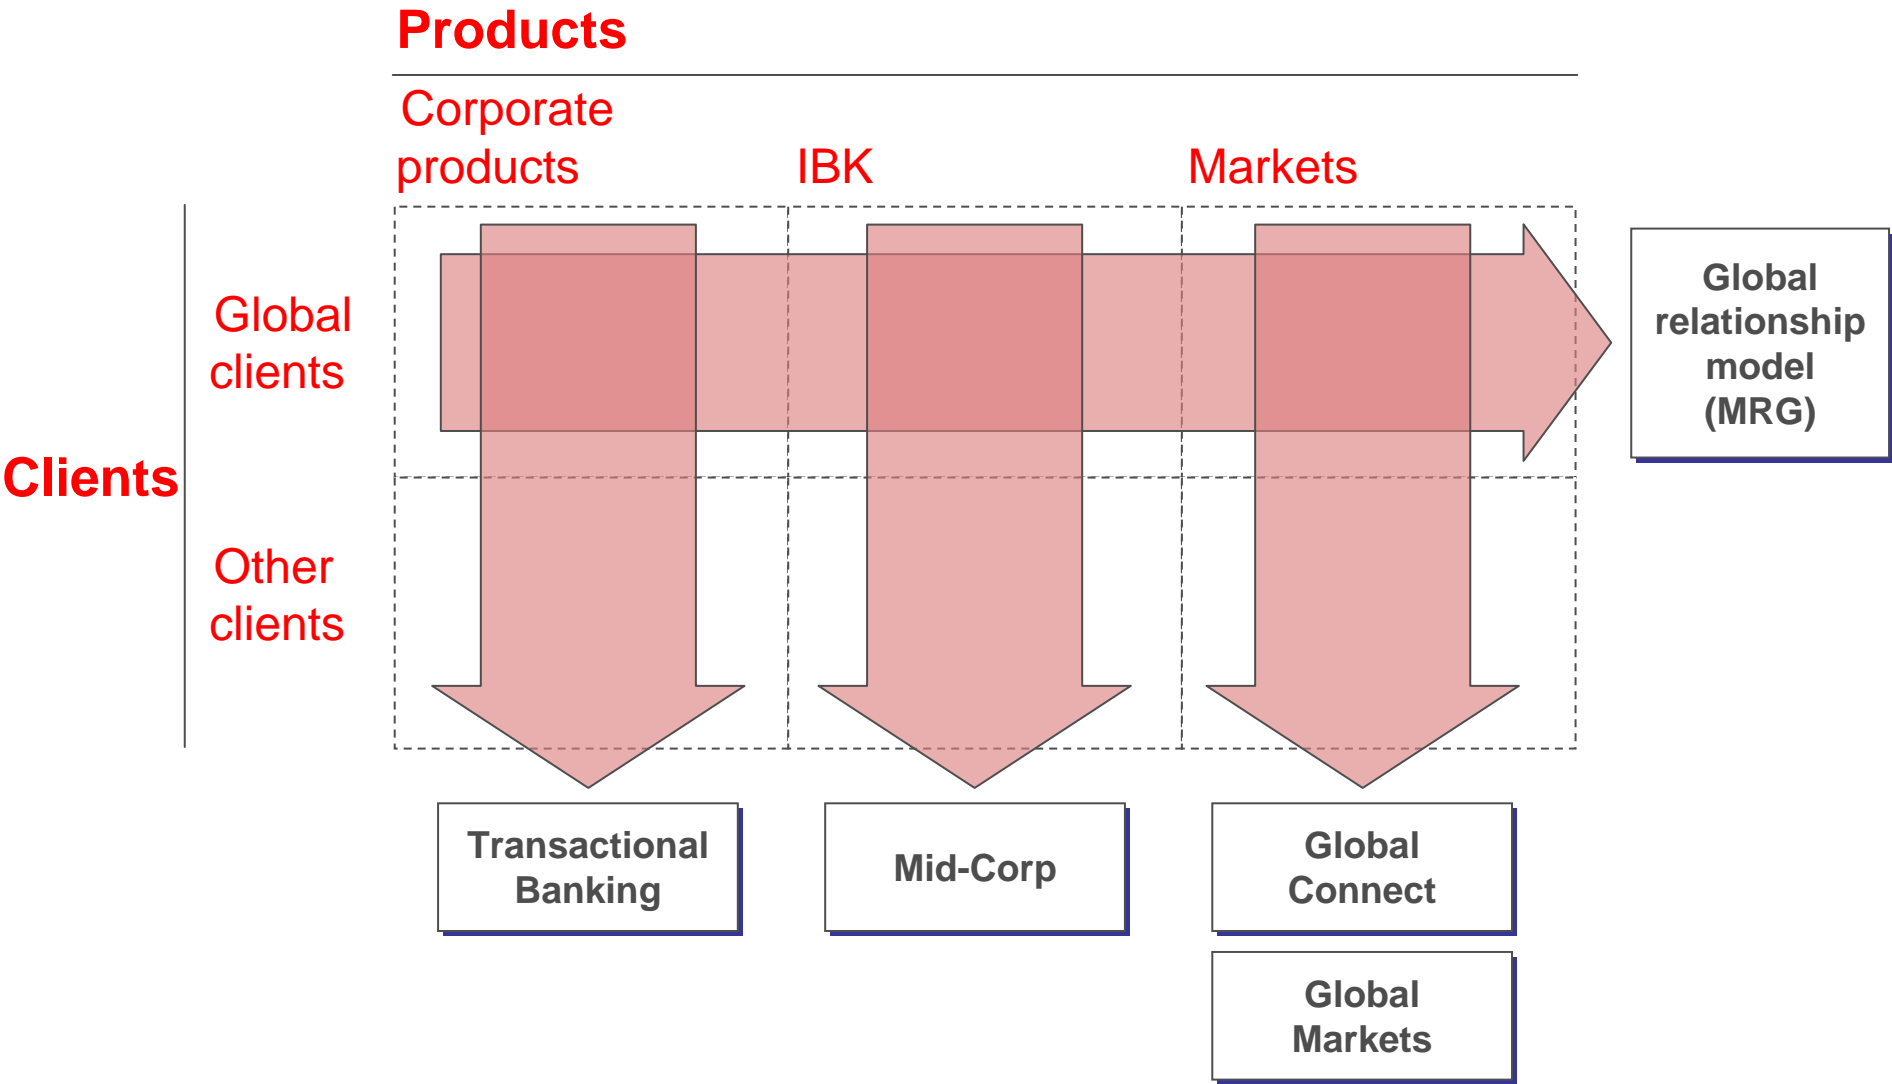 Products
Corporate
products
IBK
Markets
Clients
Global
clients
Other
clients
Global
relationship
model
(MRG)
Transactional
Banking
Mid-Corp
Global
Connect
Global
Markets